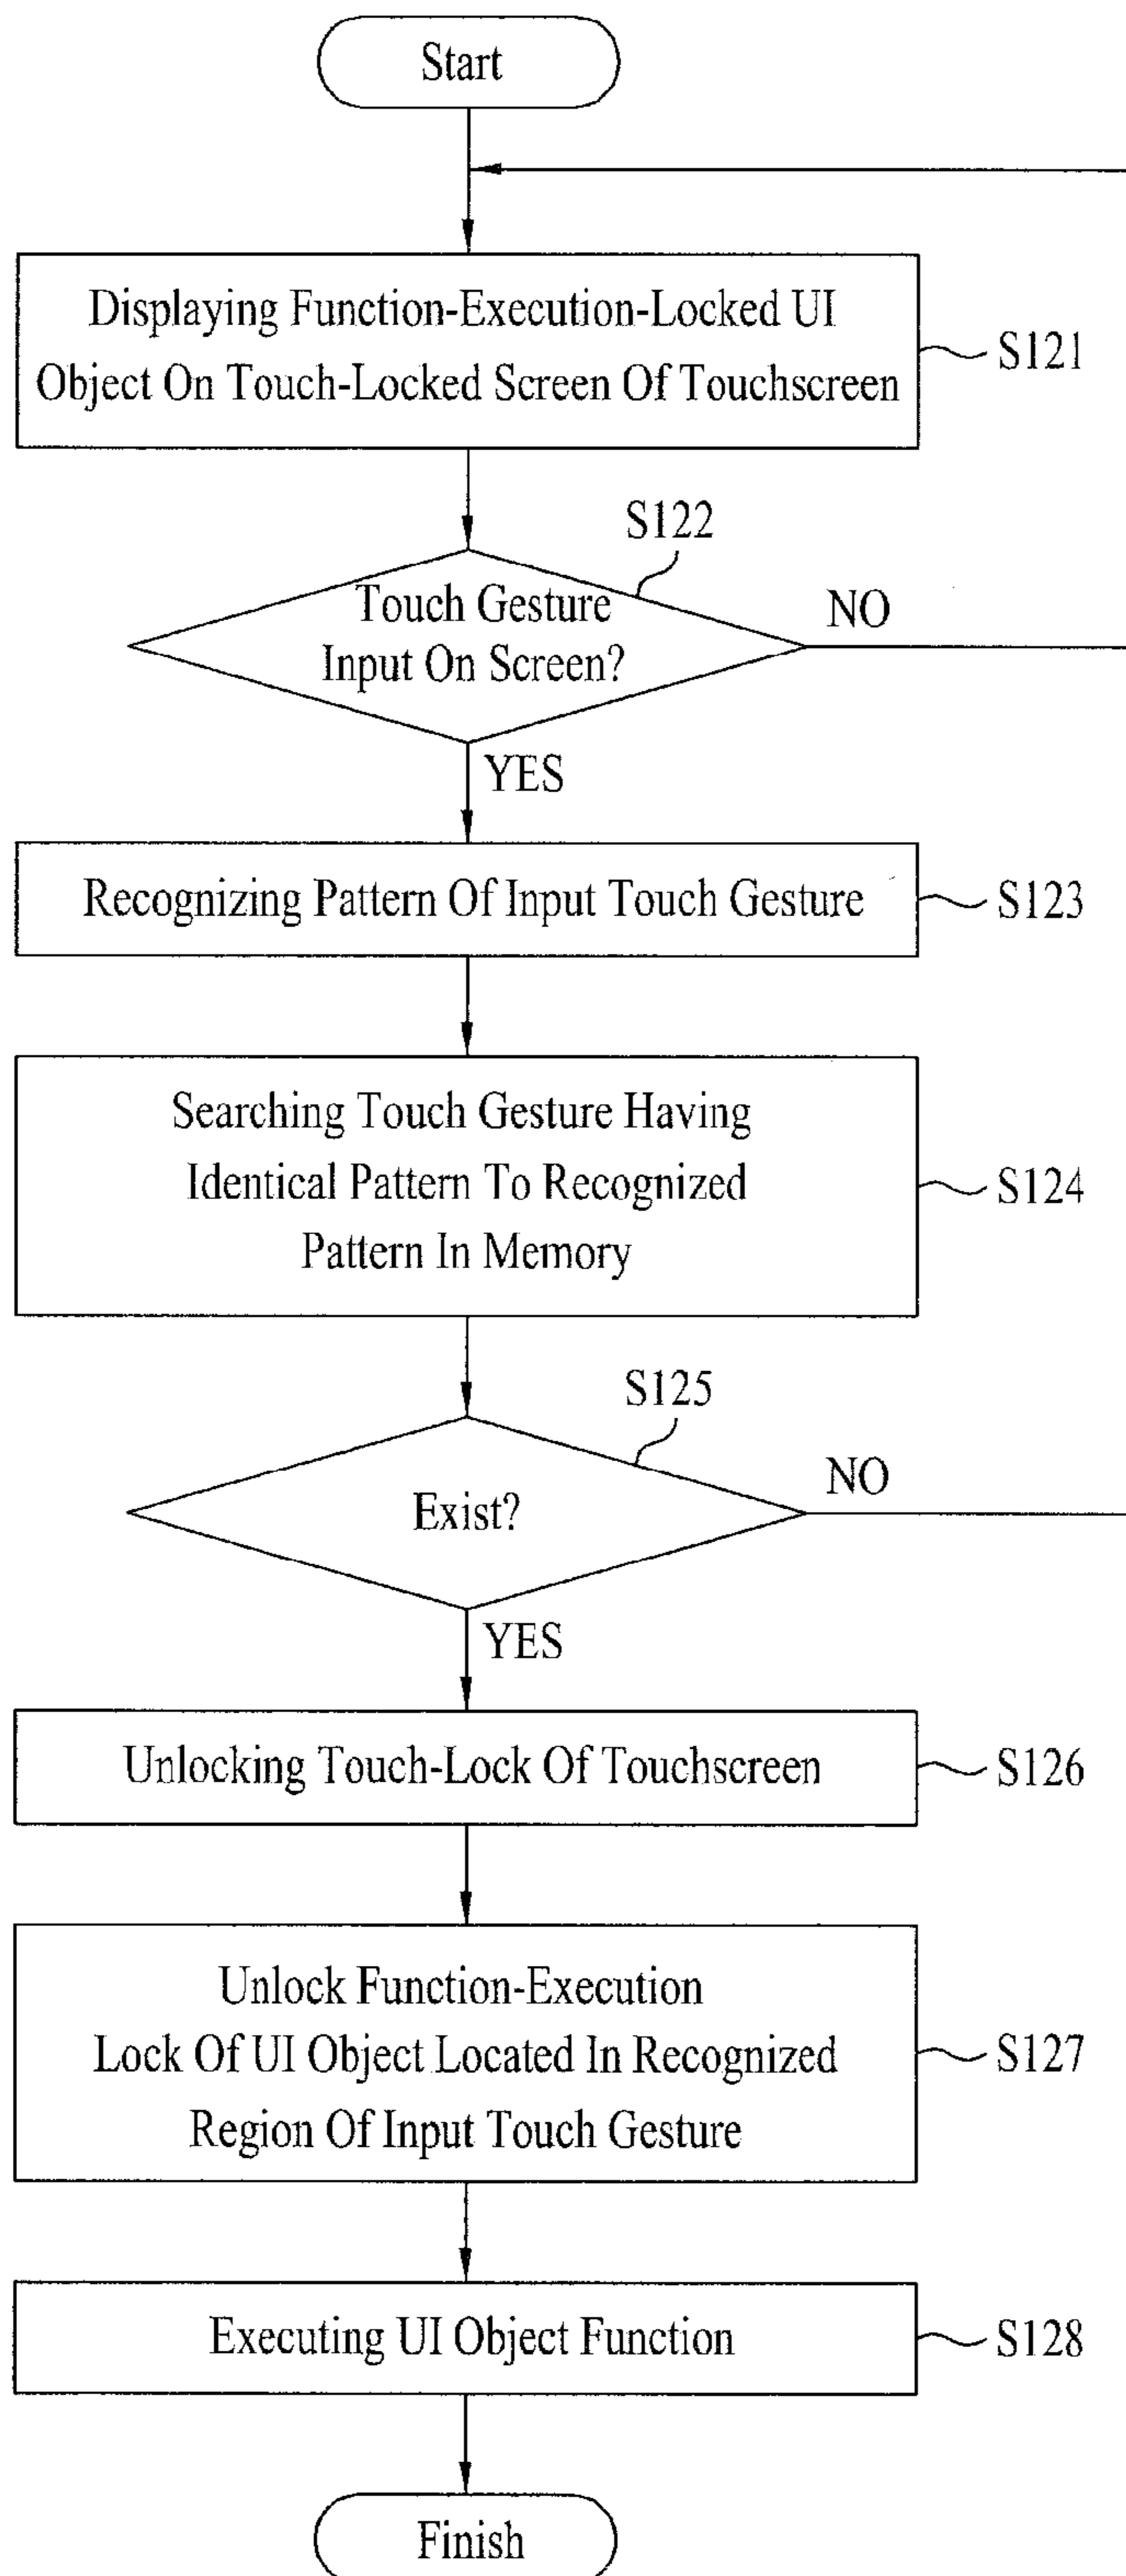 Start
Displaying Function-Execution-Locked UI
Object On Touch-Locked Screen Of Touchscreen
S121
S122
Touch Gesture
Input On Screen?
NO
YES
Recognizing Pattern Of Input Touch Gesture
S123
Searching Touch Gesture Having
Identical Pattern To Recognized
Pattern In Memory
S124
S125
Exist?
NO
YES
Unlocking Touch-Lock Of Touchscreen
S126
Unlock Function-Execution
Lock Of UI Object Located In Recognized
Region Of Input Touch Gesture
S127
Executing UI Object Function
S128
Finish